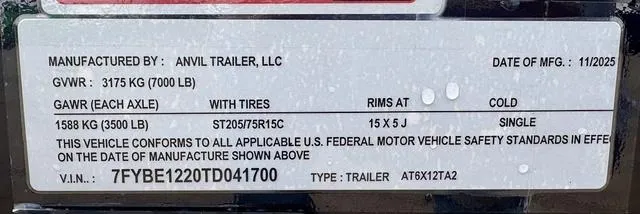 MANUFACTURED BY : ANVIL TRAILER, LLC DATE OF MFG. : 11/2025
GVWR : 3175 KG (7000 LB)
GAWR (EACH AXLE) WITH TIRES RIMS AT COLD
1588 KG (3500 LB) ST205/75R15C 15 X 5 J SINGLE
THIS VEHICLE CONFORMS TO ALL APPLICABLE U.S. FEDERAL MOTOR VEHICLE SAFETY STANDARDS IN EFFE
ON THE DATE OF MANUFACTURE SHOWN ABOVE
V.I.N.. : 7FYBE1220TD041700 TYPE : TRAILER AT6X12TA2